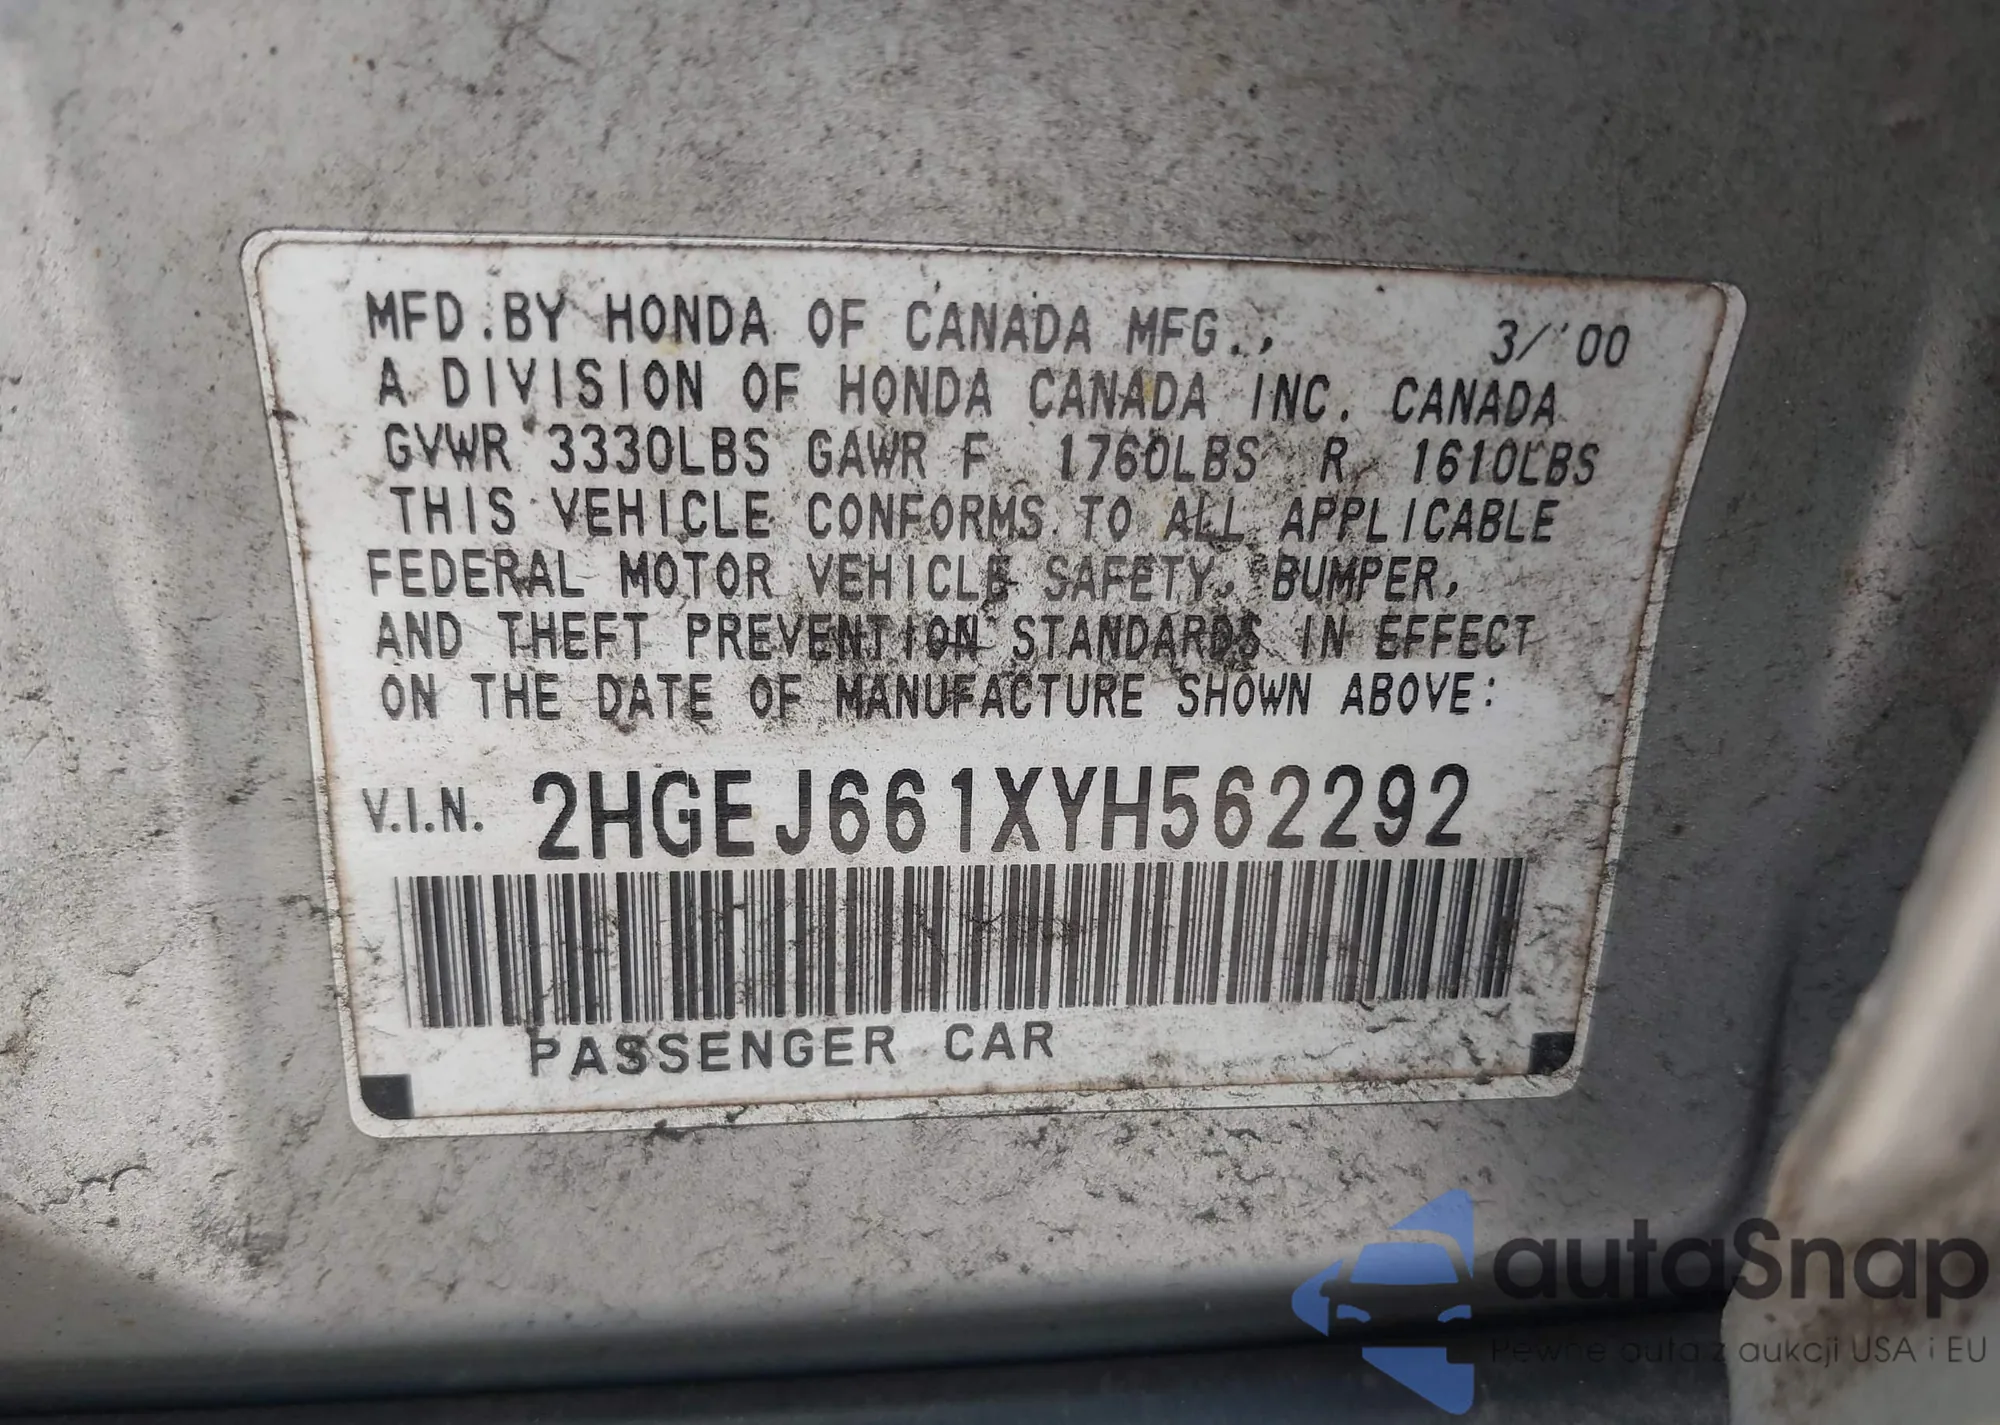 MFD.BY HONDA OF CANADA MFG., 3/'00
A DIVISION OF HONDA CANADA INC. CANADA
GVWR 3330LBS GAWR F 1760LBS R 1610LBS
THIS VEHICLE CONFORMS TO ALL APPLICABLE
FEDERAL MOTOR VEHICLE SAFETY, BUMPER,
AND THEFT PREVENTION STANDARDS IN EFFECT
ON THE DATE OF MANUFACTURE SHOWN ABOVE:
V.I.N. 2HGEJ661XYH562292
PASSENGER CAR
autaSnap
Pewne auta z aukcji USA i EU